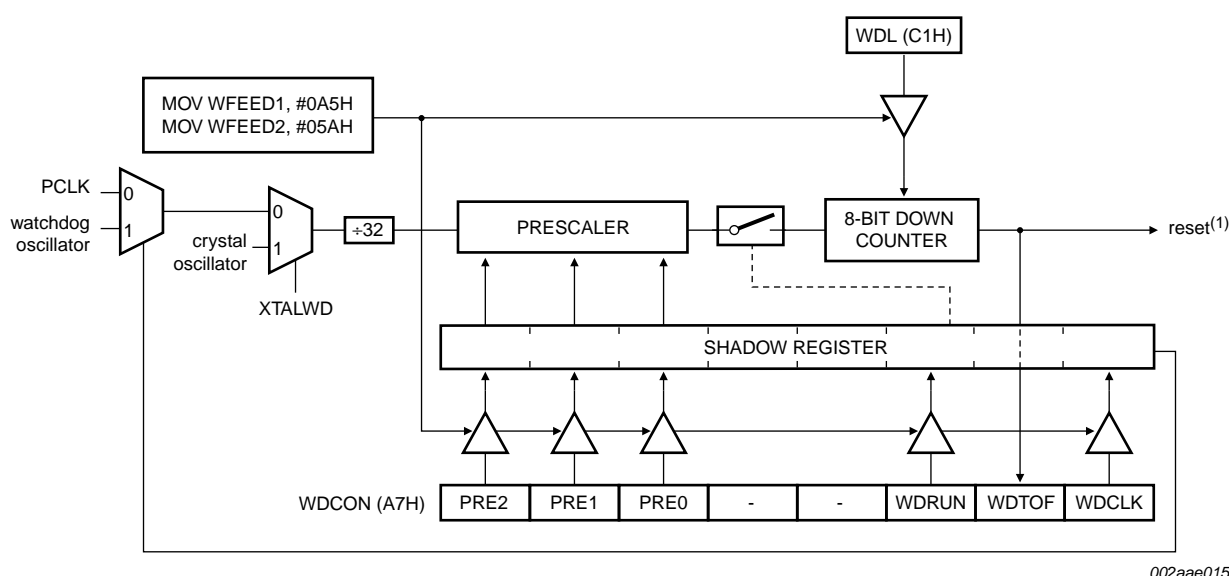 WDL (C1H)
MOV WFEED1, #0A5H
MOV WFEED2, #05AH
PCLK
0
watchdog
oscillator
1
0
crystal
oscillator
1
XTALWD
÷32
PRESCALER
8-BIT DOWN
COUNTER
reset(1)
SHADOW REGISTER
WDCON (A7H)
PRE2
PRE1
PRE0
-
-
WDRUN
WDTOF
WDCLK
002aae015